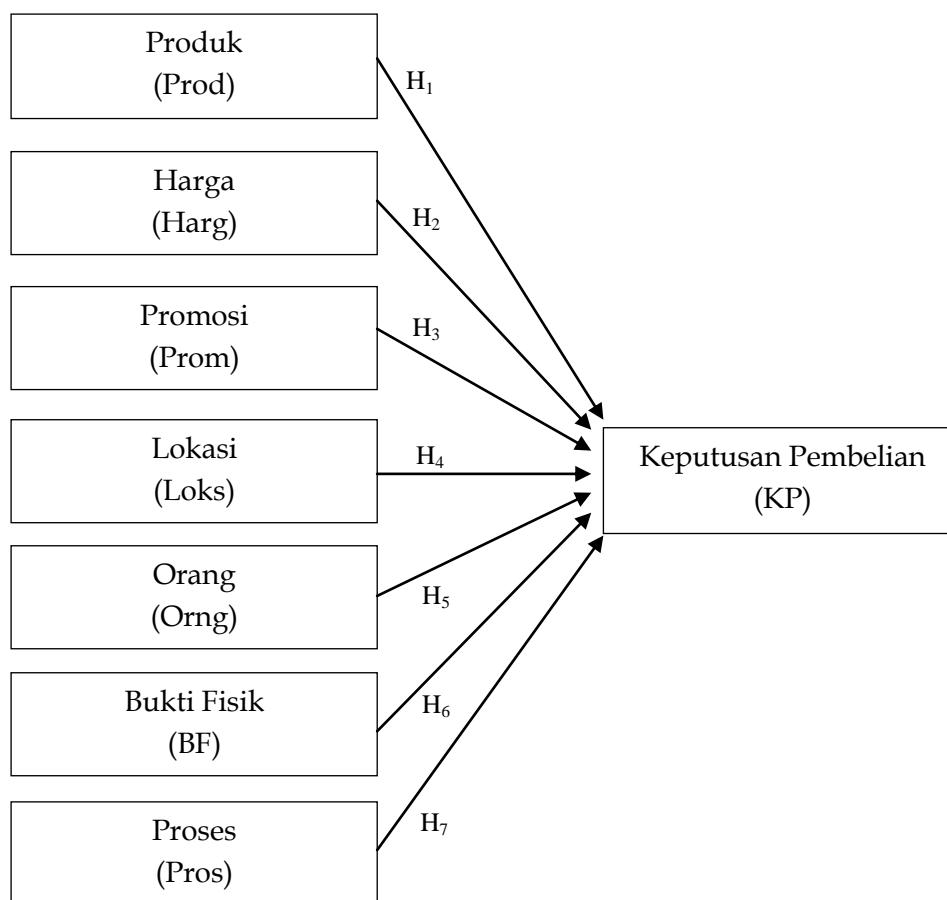 Produk
(Prod)
H₁
Harga
(Harg)
H₂
Promosi
(Prom)
H₃
Lokasi
(Loks)
H₄
Keputusan Pembelian
(KP)
Orang
(Orng)
H₅
Bukti Fisik
(BF)
H₆
Proses
(Pros)
H₇